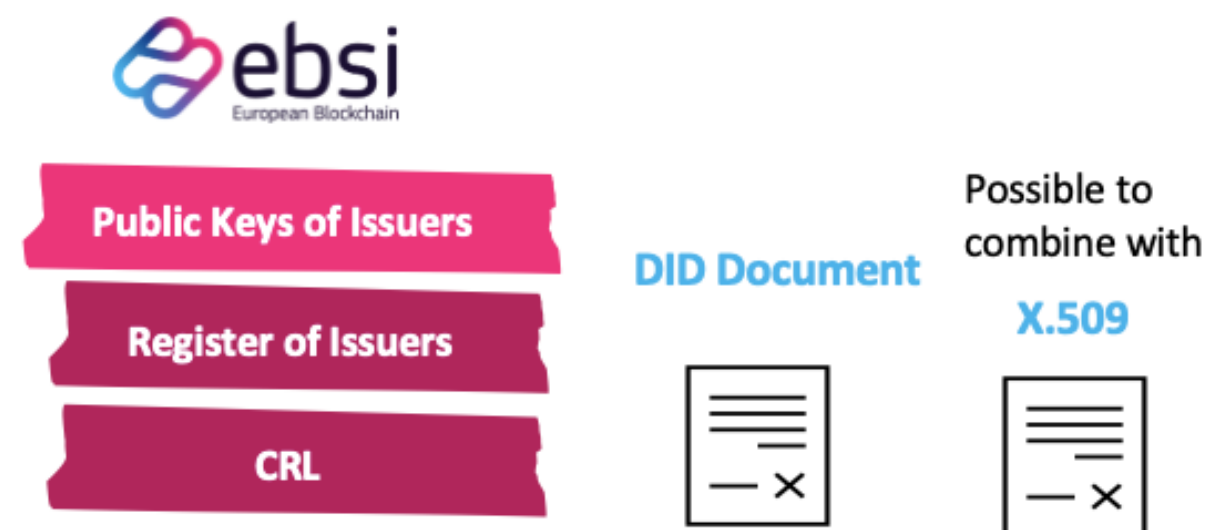 ebsi
European Blockchain
Public Keys of Issuers
Register of Issuers
CRL
DID Document
Possible to
combine with
X.509